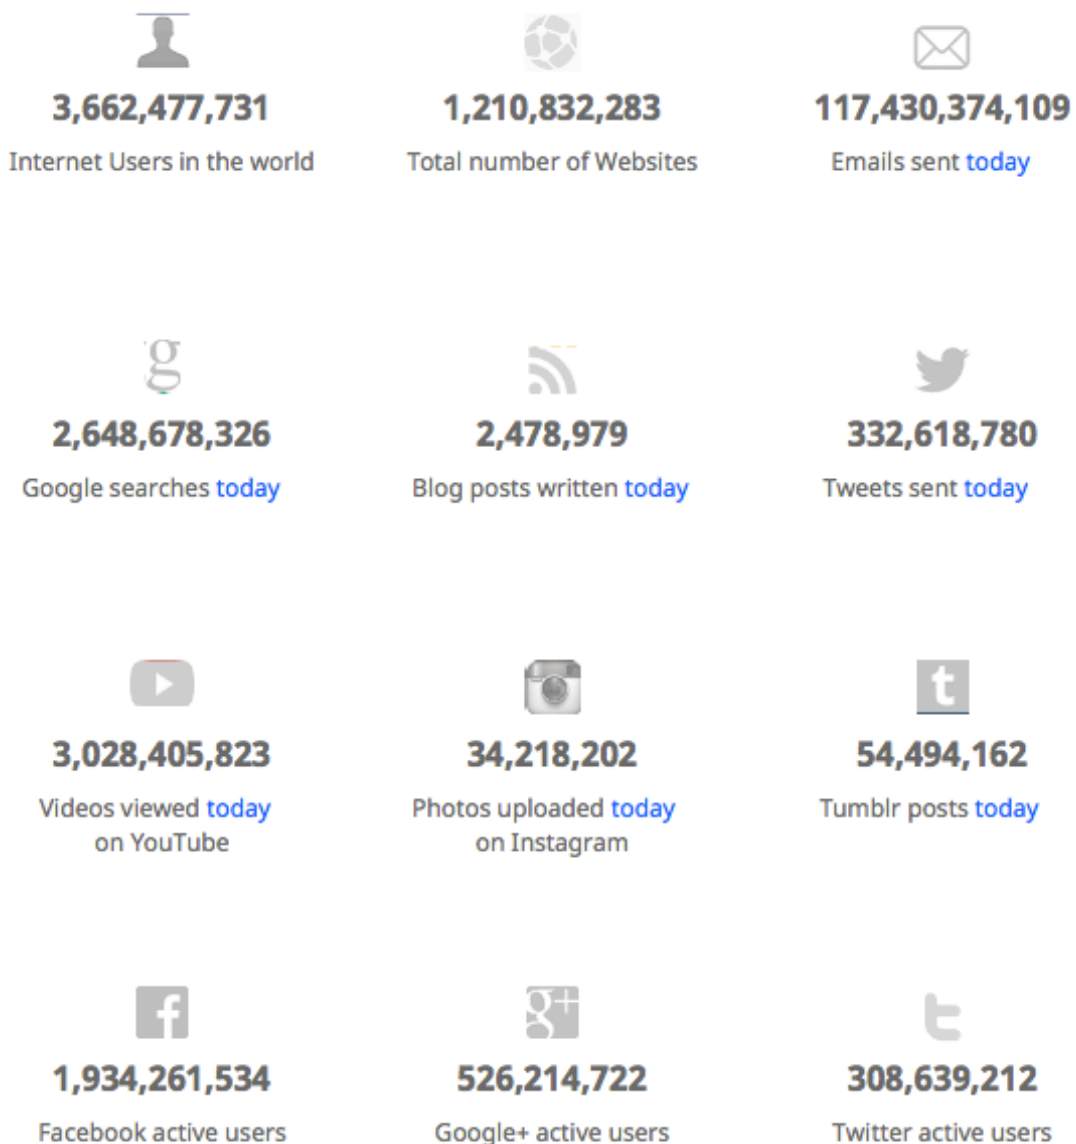 3,662,477,731
Internet Users in the world
1,210,832,283
Total number of Websites
117,430,374,109
Emails sent today
g
2,648,678,326
Google searches today
2,478,979
Blog posts written today
332,618,780
Tweets sent today
3,028,405,823
Videos viewed today
on YouTube
34,218,202
Photos uploaded today
on Instagram
t
54,494,162
Tumblr posts today
f
1,934,261,534
Facebook active users
g+
526,214,722
Google+ active users
t
308,639,212
Twitter active users